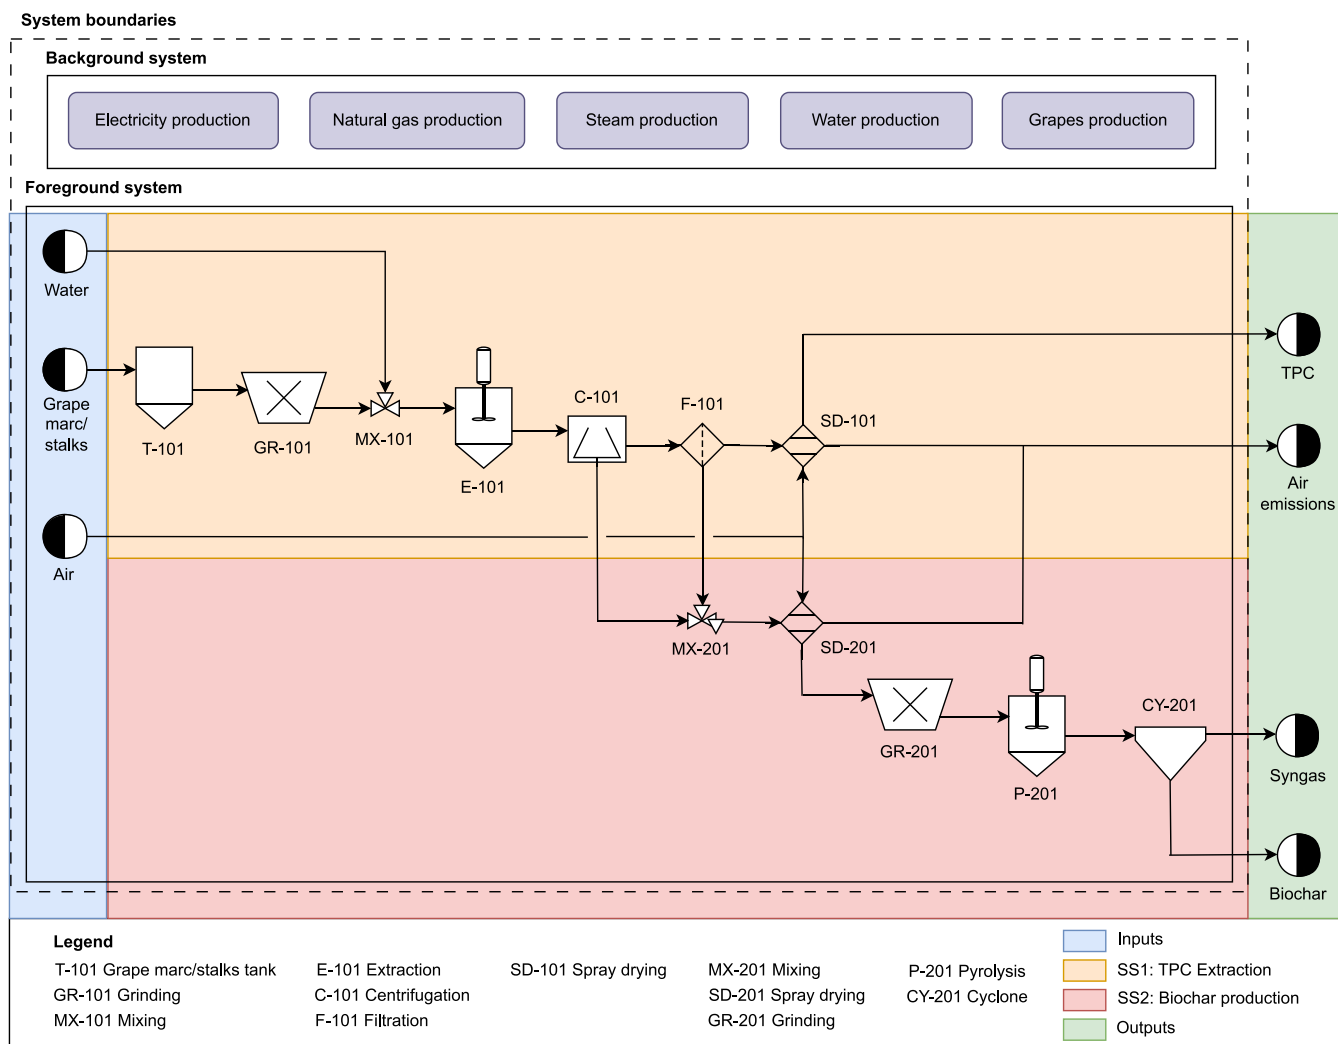 System boundaries
Background system
Electricity production
Natural gas production
Steam production
Water production
Grapes production
Foreground system
Water
Grape
marc/
stalks
T-101
GR-101
MX-101
E-101
C-101
F-101
SD-101
TPC
Air
emissions
Air
MX-201
SD-201
GR-201
P-201
CY-201
Syngas
Biochar
Legend
T-101 Grape marc/stalks tank
GR-101 Grinding
MX-101 Mixing
E-101 Extraction
C-101 Centrifugation
F-101 Filtration
SD-101 Spray drying
MX-201 Mixing
SD-201 Spray drying
GR-201 Grinding
P-201 Pyrolysis
CY-201 Cyclone
Inputs
SS1: TPC Extraction
SS2: Biochar production
Outputs